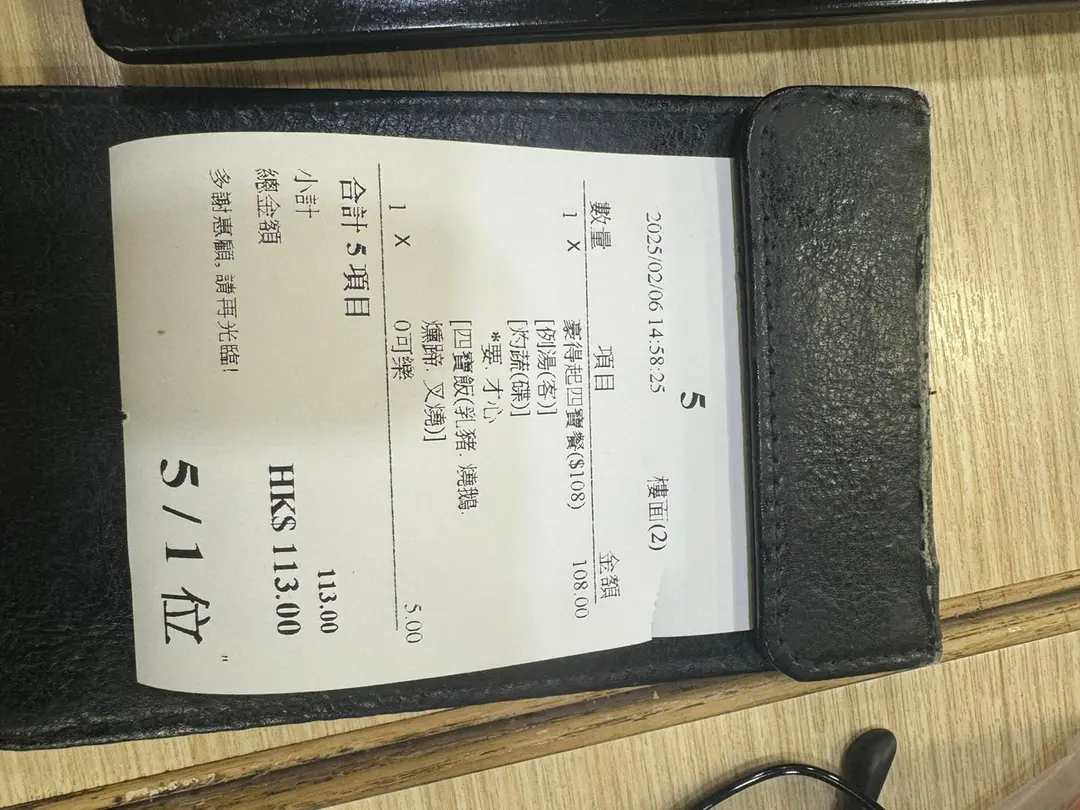 5
2025/02/06 14:58:25 樓面(2)
數量 項目 金額
1 X 豪得起四寶餐($108) 108.00
[例湯(客)]
[灼蔬(碟)]
*要. 才心
[四寶飯(乳豬. 燒鵝.
燻蹄. 叉燒)]
1 X 0可樂 5.00
合計 5 項目
小計 113.00
總金額 HK$ 113.00
多謝惠顧, 請再光臨!
5 / 1 位
"